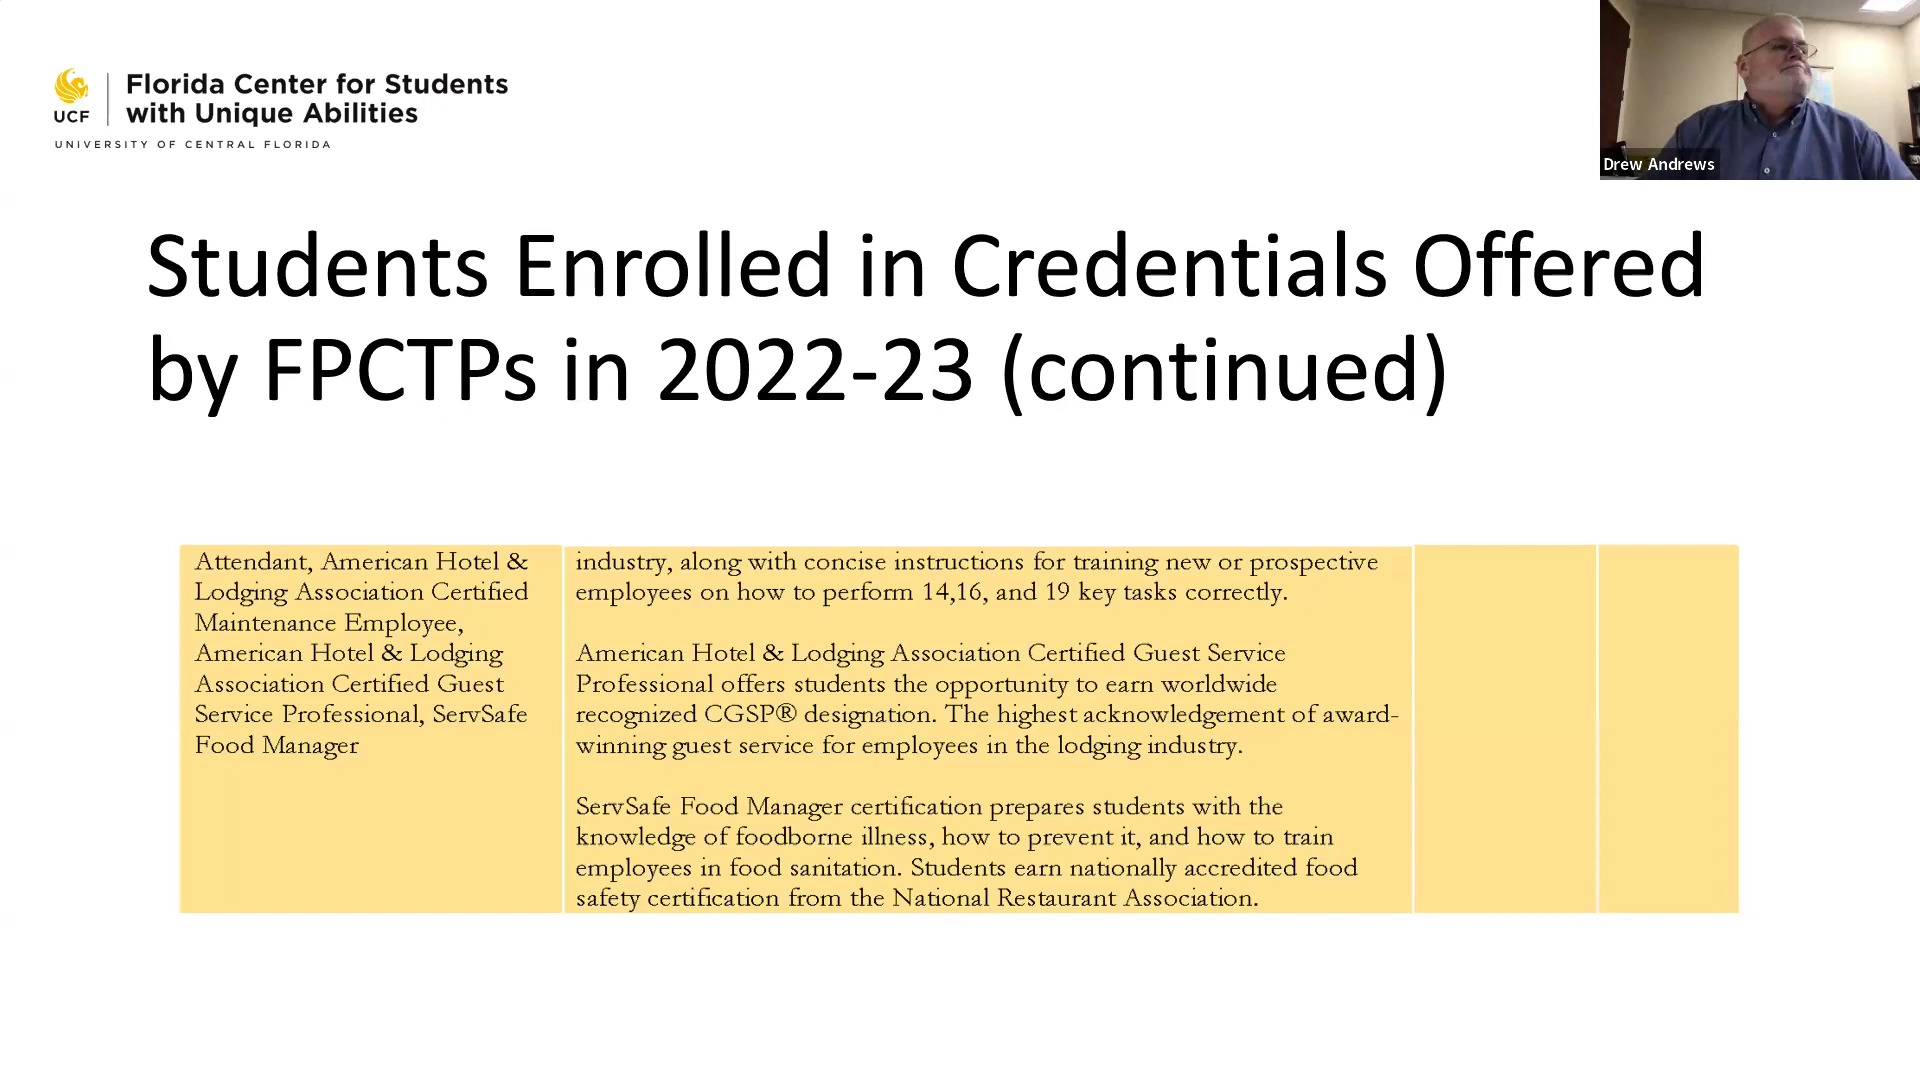 Florida Center for Students
with Unique Abilities
UCF
UNIVERSITY OF CENTRAL FLORIDA
Drew Andrews
Students Enrolled in Credentials Offered
by FPCTPs in 2022-23 (continued)
Attendant, American Hotel &
Lodging Association Certified
Maintenance Employee,
American Hotel & Lodging
Association Certified Guest
Service Professional, ServSafe
Food Manager
industry, along with concise instructions for training new or prospective
employees on how to perform 14,16, and 19 key tasks correctly.
American Hotel & Lodging Association Certified Guest Service
Professional offers students the opportunity to earn worldwide
recognized CGSP® designation. The highest acknowledgement of award-
winning guest service for employees in the lodging industry.
ServSafe Food Manager certification prepares students with the
knowledge of foodborne illness, how to prevent it, and how to train
employees in food sanitation. Students earn nationally accredited food
safety certification from the National Restaurant Association.